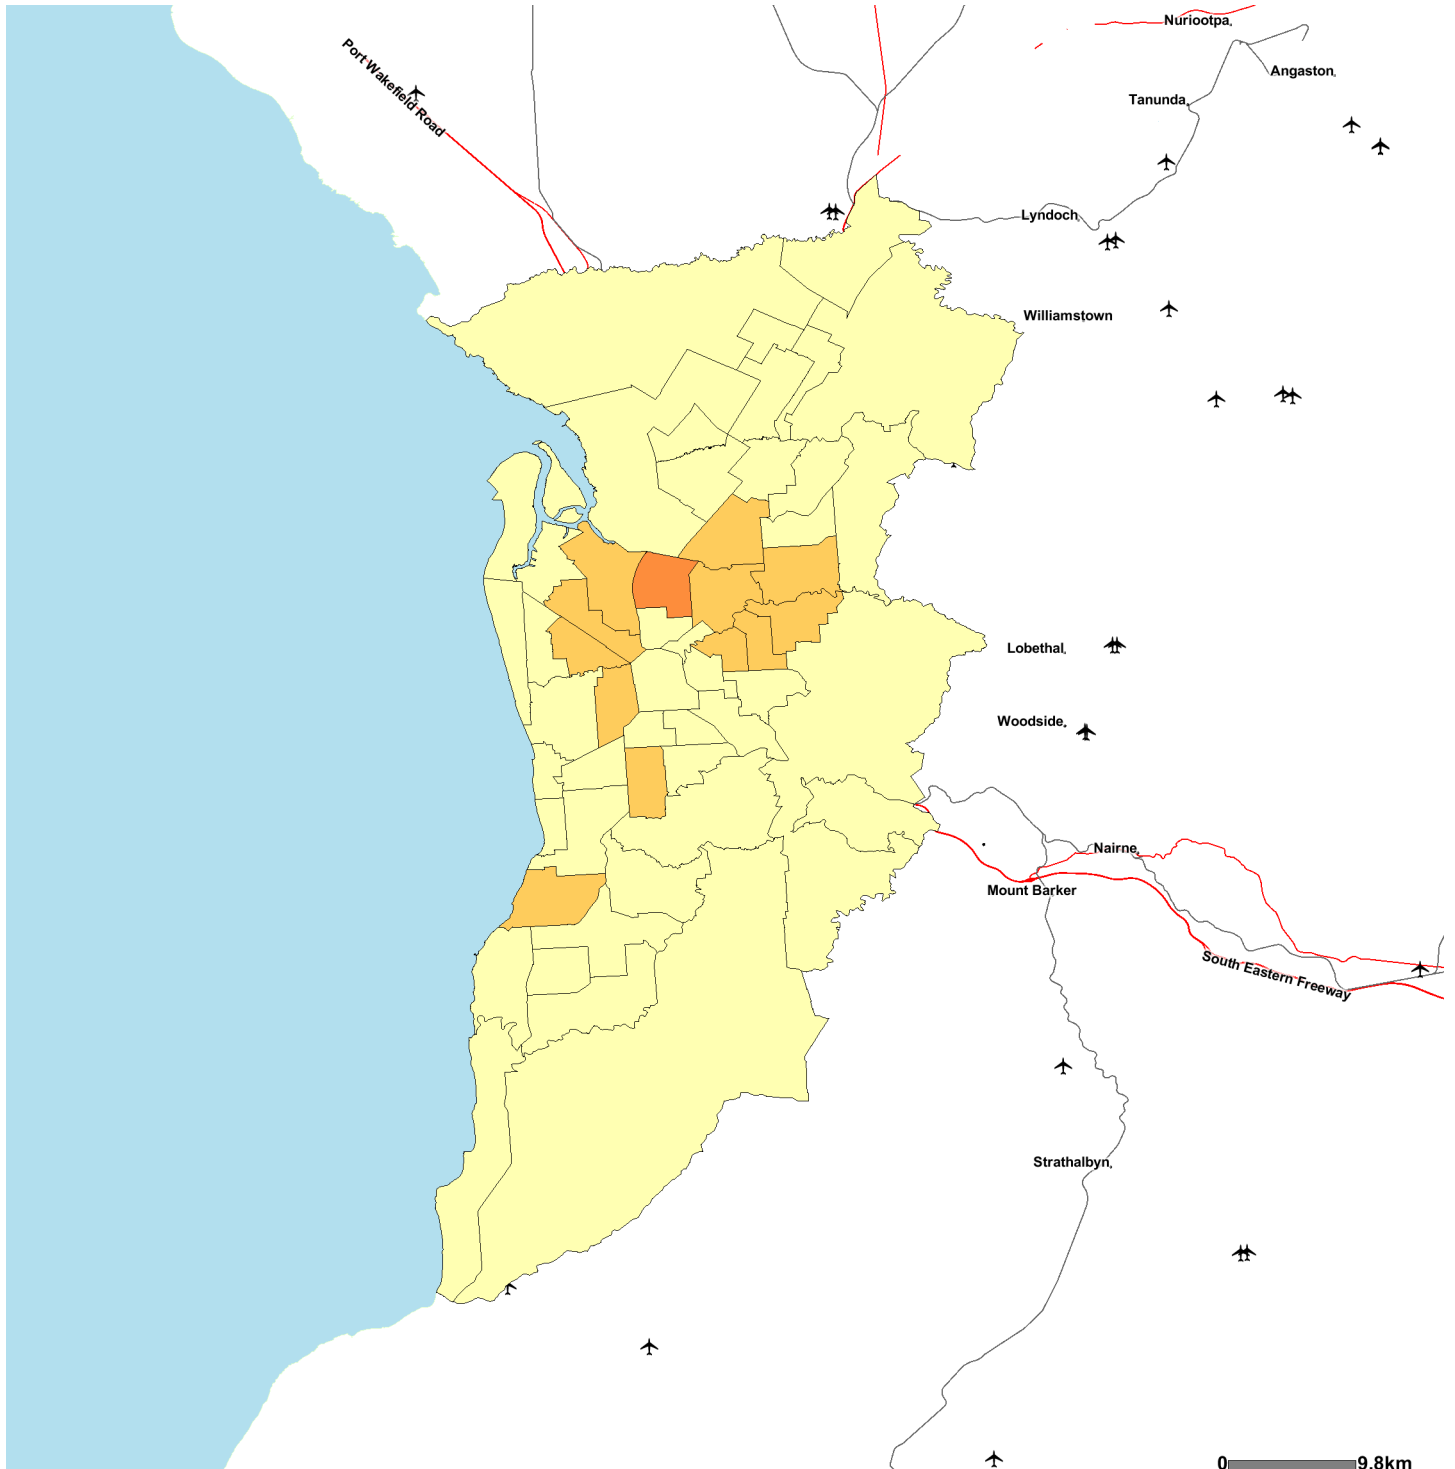 Nuriootpa
Port Wakefield Road
Angaston
Tanunda
Lyndoch
Williamstown
Lobethal
Woodside
Nairne
Mount Barker
South Eastern Freeway
Strathalbyn
0 9.8km